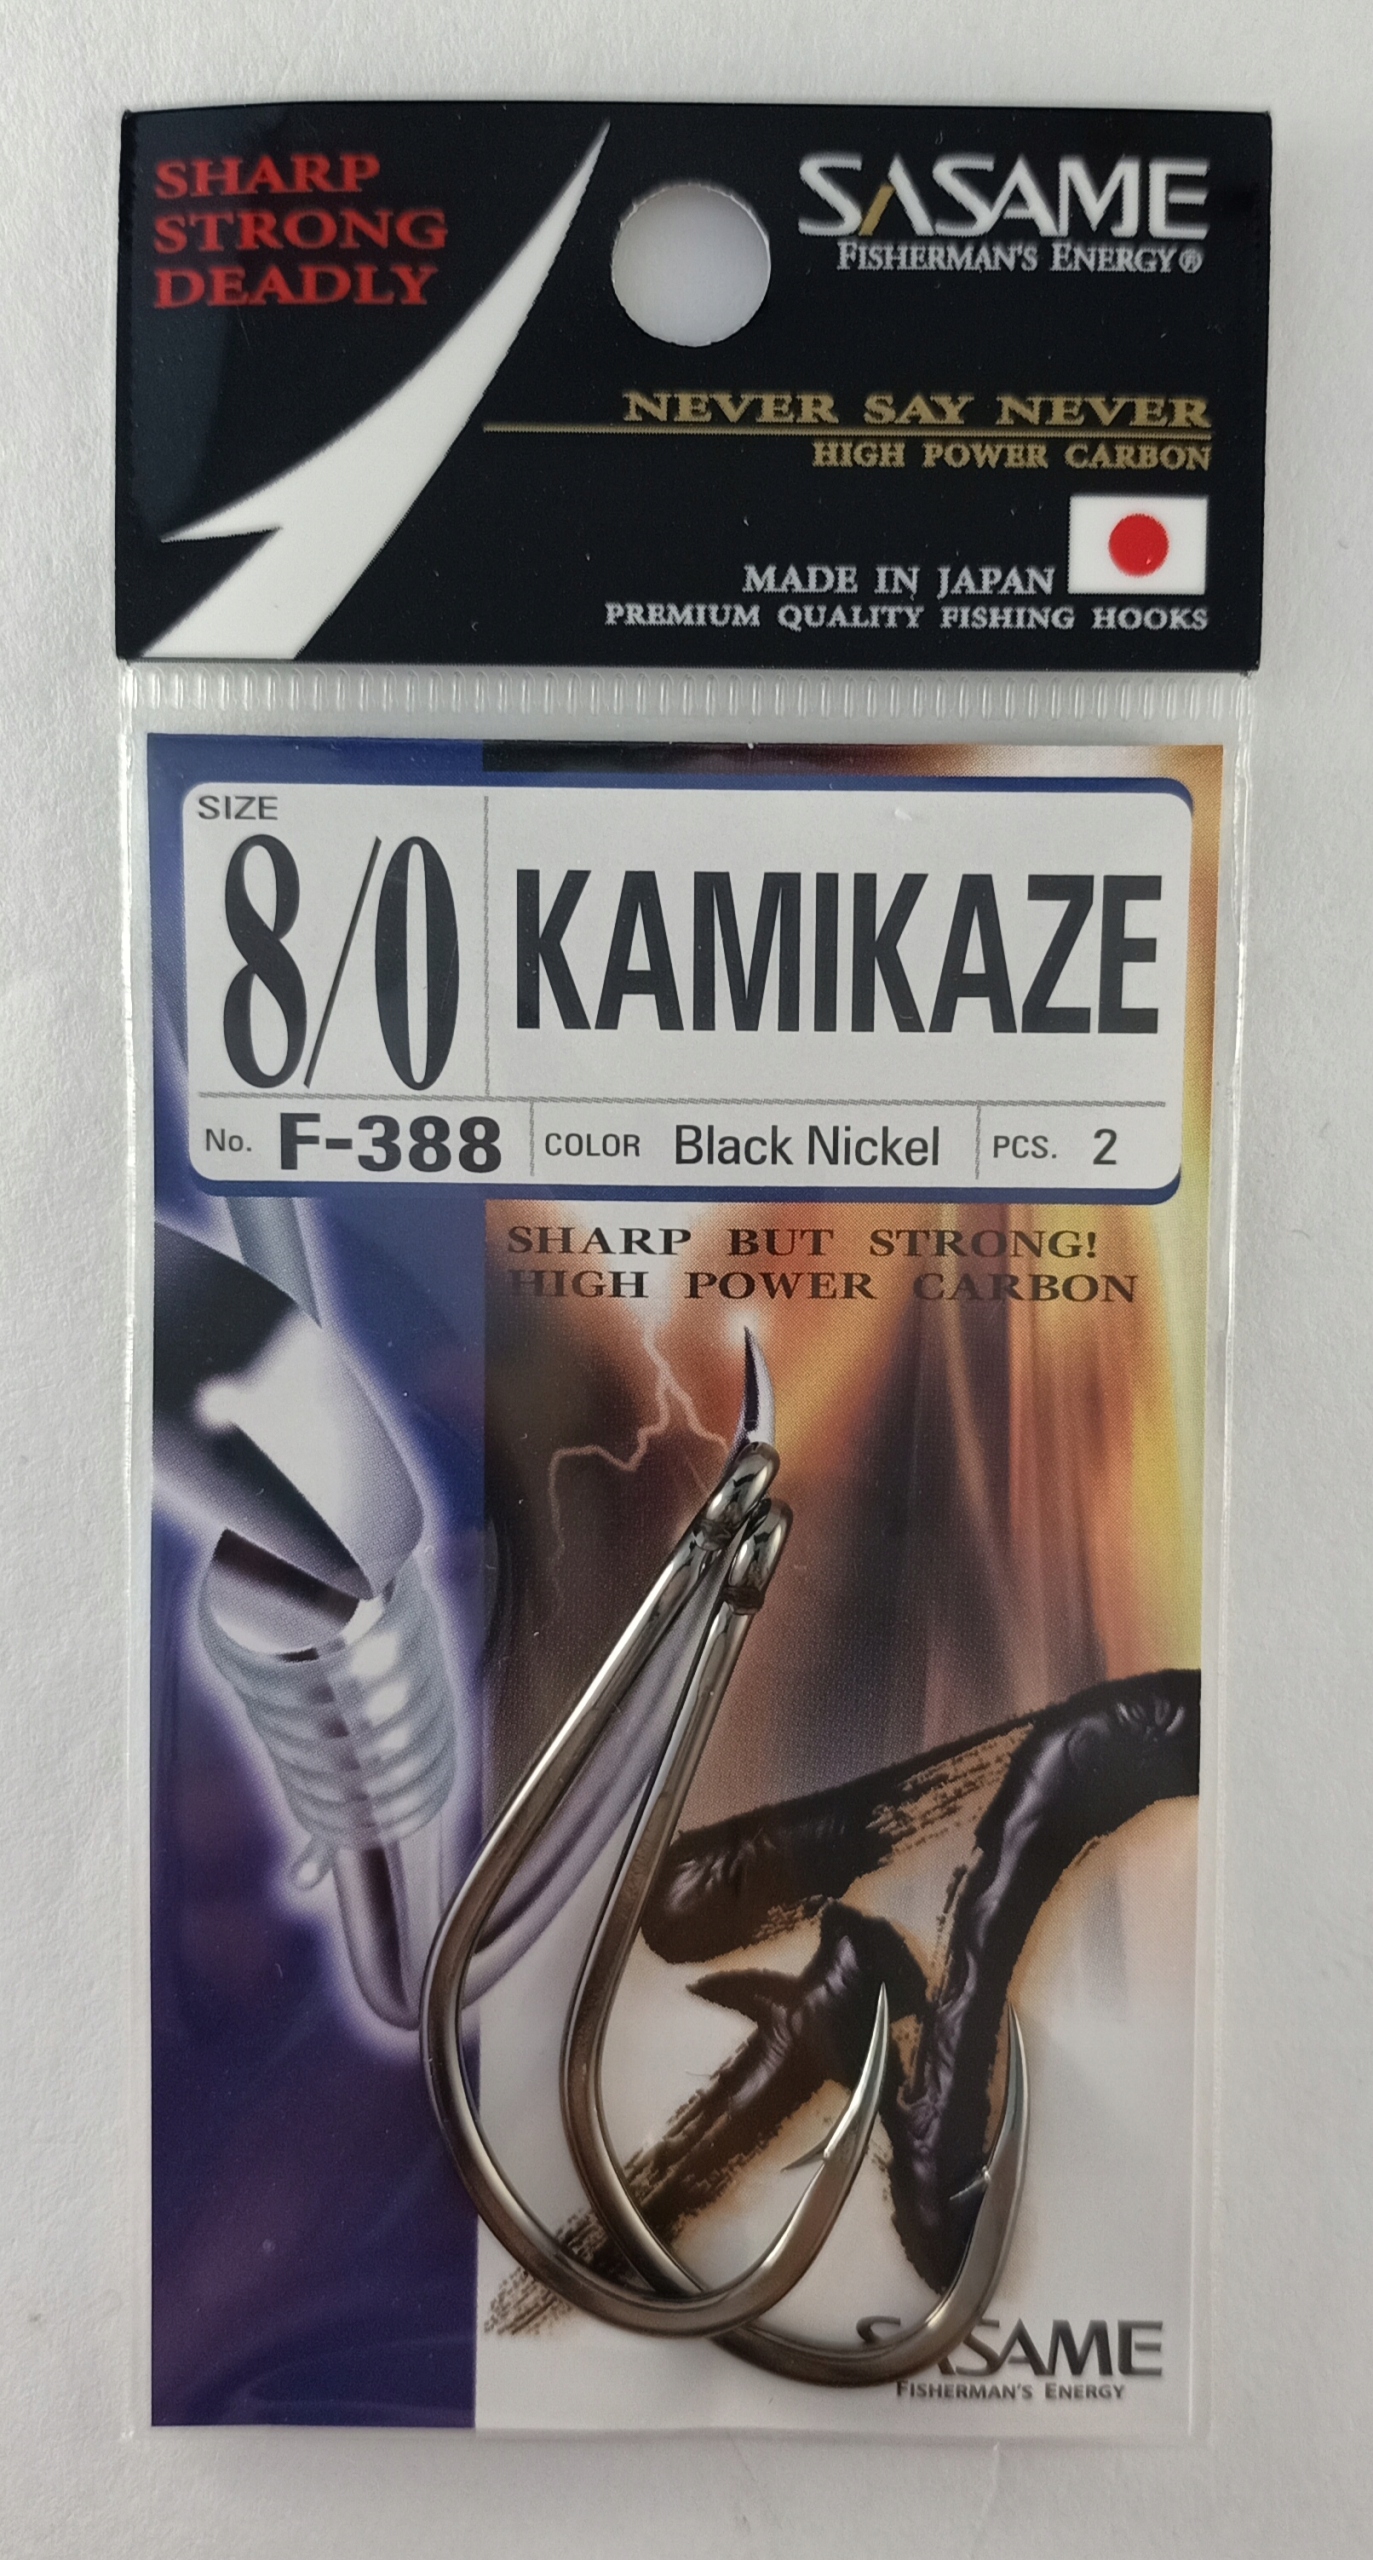 SHARP
STRONG
DEADLY
SASAME
FISHERMAN'S ENERGY®
NEVER SAY NEVER
HIGH POWER CARBON
MADE IN JAPAN
PREMIUM QUALITY FISHING HOOKS
SIZE
8/0
KAMIKAZE
No. F-388
COLOR Black Nickel
PCS. 2
SHARP BUT STRONG!
HIGH POWER CARBON
SASAME
FISHERMAN'S ENERGY